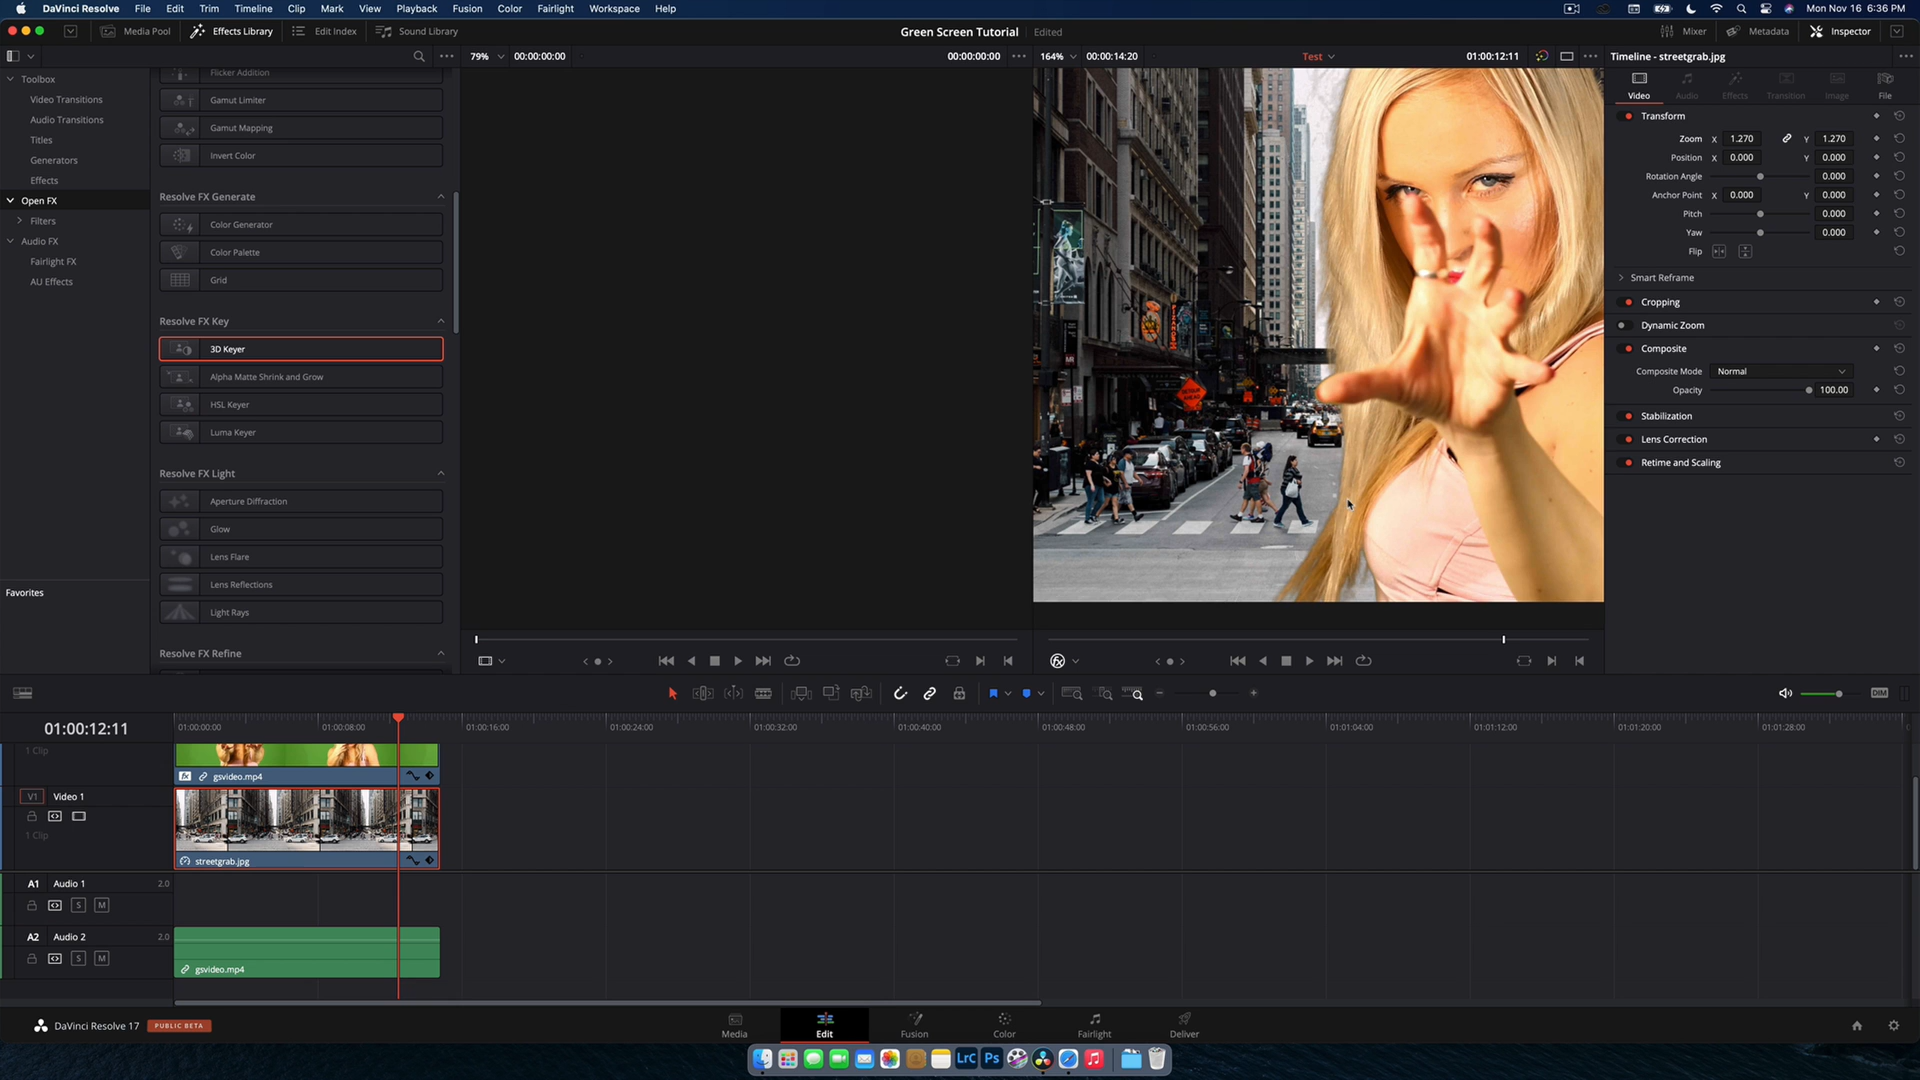 DaVinci Resolve File Edit Trim Timeline Clip Mark View Playback Fusion Color Fairlight Workspace Help Mon Nov 16 6:36 PM
Media Pool Effects Library Edit Index Sound Library Green Screen Tutorial Edited Mixer Metadata Inspector
79% 00:00:00:00 00:00:00:00 164% 00:00:14:20 Test 01:00:12:11 Timeline - streetgrab.jpg
Toolbox
Video Transitions
Audio Transitions
Titles
Generators
Effects
Open FX
Filters
Audio FX
Fairlight FX
AU Effects
Favorites
Flicker Addition
Gamut Limiter
Gamut Mapping
Invert Color
Resolve FX Generate
Color Generator
Color Palette
Grid
Resolve FX Key
3D Keyer
Alpha Matte Shrink and Grow
HSL Keyer
Luma Keyer
Resolve FX Light
Aperture Diffraction
Glow
Lens Flare
Lens Reflections
Light Rays
Resolve FX Refine
Video Audio Effects Transition Image File
Transform
Zoom X 1.270 Y 1.270
Position X 0.000 Y 0.000
Rotation Angle 0.000
Anchor Point X 0.000 Y 0.000
Pitch 0.000
Yaw 0.000
Flip
Smart Reframe
Cropping
Dynamic Zoom
Composite
Composite Mode Normal
Opacity 100.00
Stabilization
Lens Correction
Retime and Scaling
DIM
01:00:12:11 01:00:00:00 01:00:08:00 01:00:16:00 01:00:24:00 01:00:32:00 01:00:40:00 01:00:48:00 01:00:56:00 01:01:04:00 01:01:12:00 01:01:20:00 01:01:28:00
1 Clip
fx gsvideo.mp4
V1 Video 1
1 Clip
streetgrab.jpg
A1 Audio 1 2.0
S M
A2 Audio 2 2.0
S M
gsvideo.mp4
DaVinci Resolve 17 PUBLIC BETA
Media Edit Fusion Color Fairlight Deliver
LrC Ps